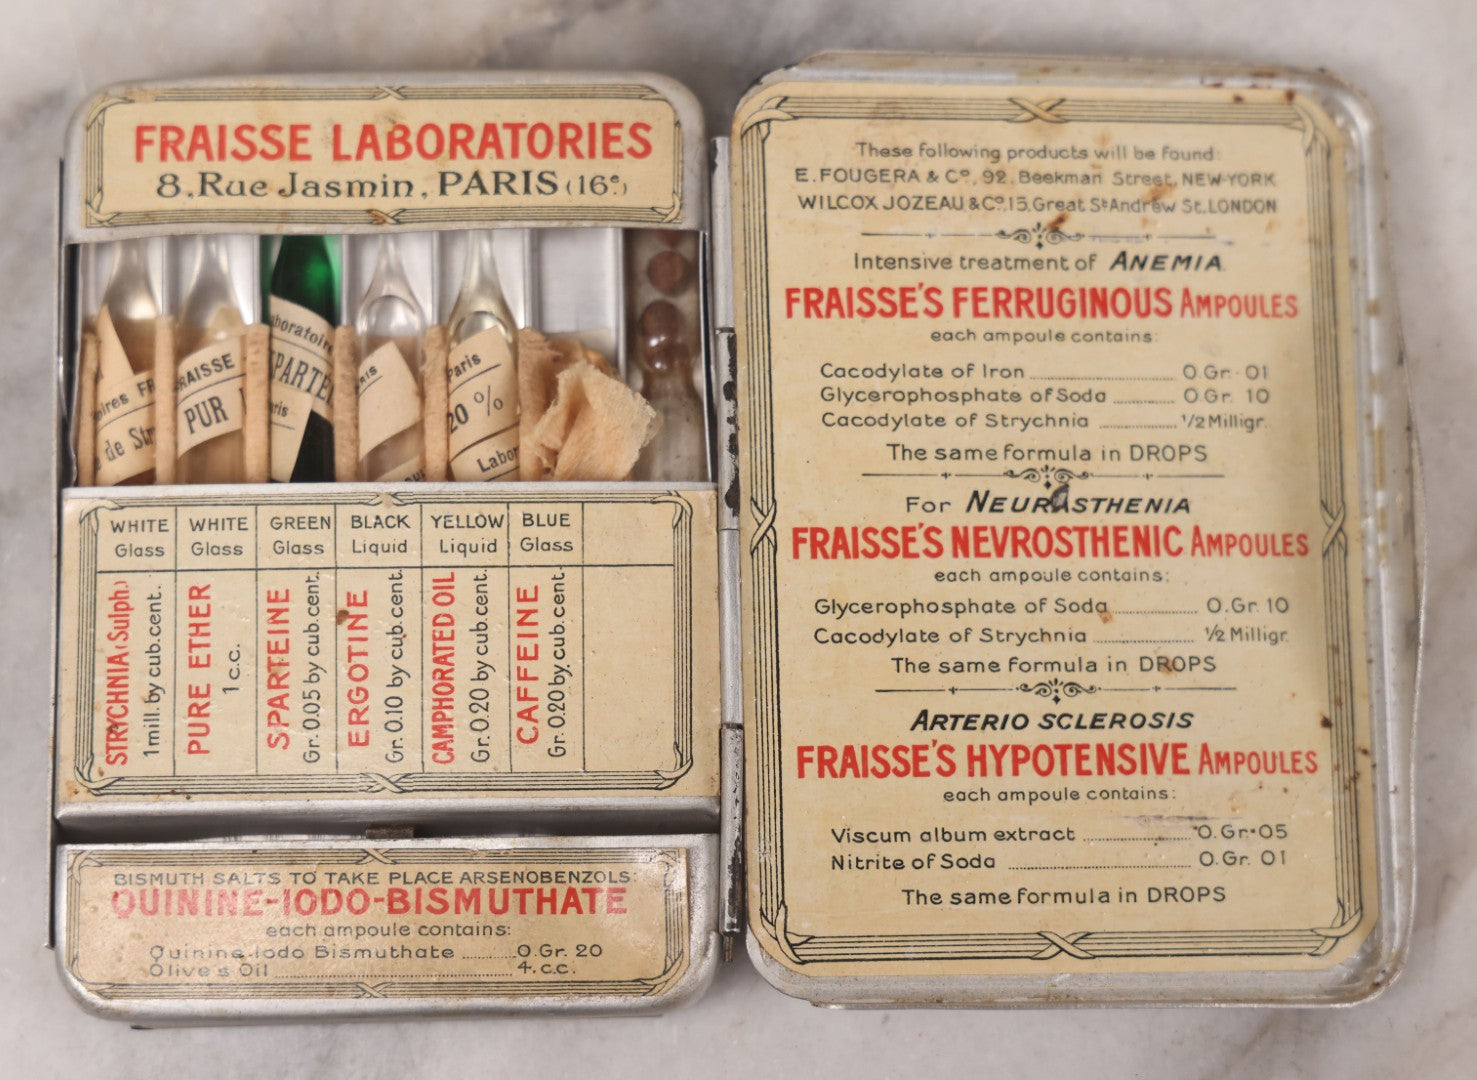 FRAISSE LABORATORIES
8, Rue Jasmin, PARIS (16e)
oires FR
e de Str
RAISSE
PUR
aboratoire
SPARTE
aris
RIS
Paris
20 %
Labor
WHITE Glass
WHITE Glass
GREEN Glass
BLACK Liquid
YELLOW Liquid
BLUE Glass
STRYCHNIA (Sulph.)
1 mill. by cub.cent.
PURE ETHER
1 c.c.
SPARTEINE
Gr. 0.05 by cub.cent.
ERGOTINE
Gr. 0.10 by cub.cent.
CAMPHORATED OIL
Gr. 0.20 by cub.cent.
CAFFEINE
Gr. 0.20 by cub.cent.
BISMUTH SALTS TO TAKE PLACE ARSENOBENZOLS:
QUININE-IODO-BISMUTHATE
each ampoule contains:
Quinine-Iodo Bismuthate ........ 0.Gr. 20
Olive's Oil ........ 4.c.c.
These following products will be found:
E. FOUGERA & Co, 92. Beekman Street, NEW-YORK
WILCOX JOZEAU & Co. 15. Great St Andrew St. LONDON
Intensive treatment of ANEMIA.
FRAISSE'S FERRUGINOUS AMPOULES
each ampoule contains:
Cacodylate of Iron ........ 0.Gr. 01
Glycerophosphate of Soda ........ 0.Gr. 10
Cacodylate of Strychnia ........ 1/2 Milligr.
The same formula in DROPS
For NEURASTHENIA
FRAISSE'S NEVROSTHENIC AMPOULES
each ampoule contains:
Glycerophosphate of Soda ........ 0.Gr. 10
Cacodylate of Strychnia ........ 1/2 Milligr.
The same formula in DROPS
ARTERIO SCLEROSIS
FRAISSE'S HYPOTENSIVE AMPOULES
each ampoule contains:
Viscum album extract ........ 0.Gr. 05
Nitrite of Soda ........ 0.Gr. 01
The same formula in DROPS